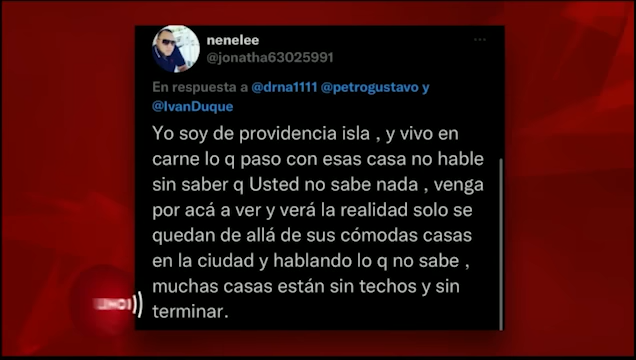 nenelee
@jonatha63025991
En respuesta a @drna1111 @petrogustavo y
@IvanDuque
Yo soy de providencia isla , y vivo en
carne lo q paso con esas casa no hable
sin saber q Usted no sabe nada , venga
por acá a ver y verá la realidad solo se
quedan de allá de sus cómodas casas
en la ciudad y hablando lo q no sabe ,
muchas casas están sin techos y sin
terminar.